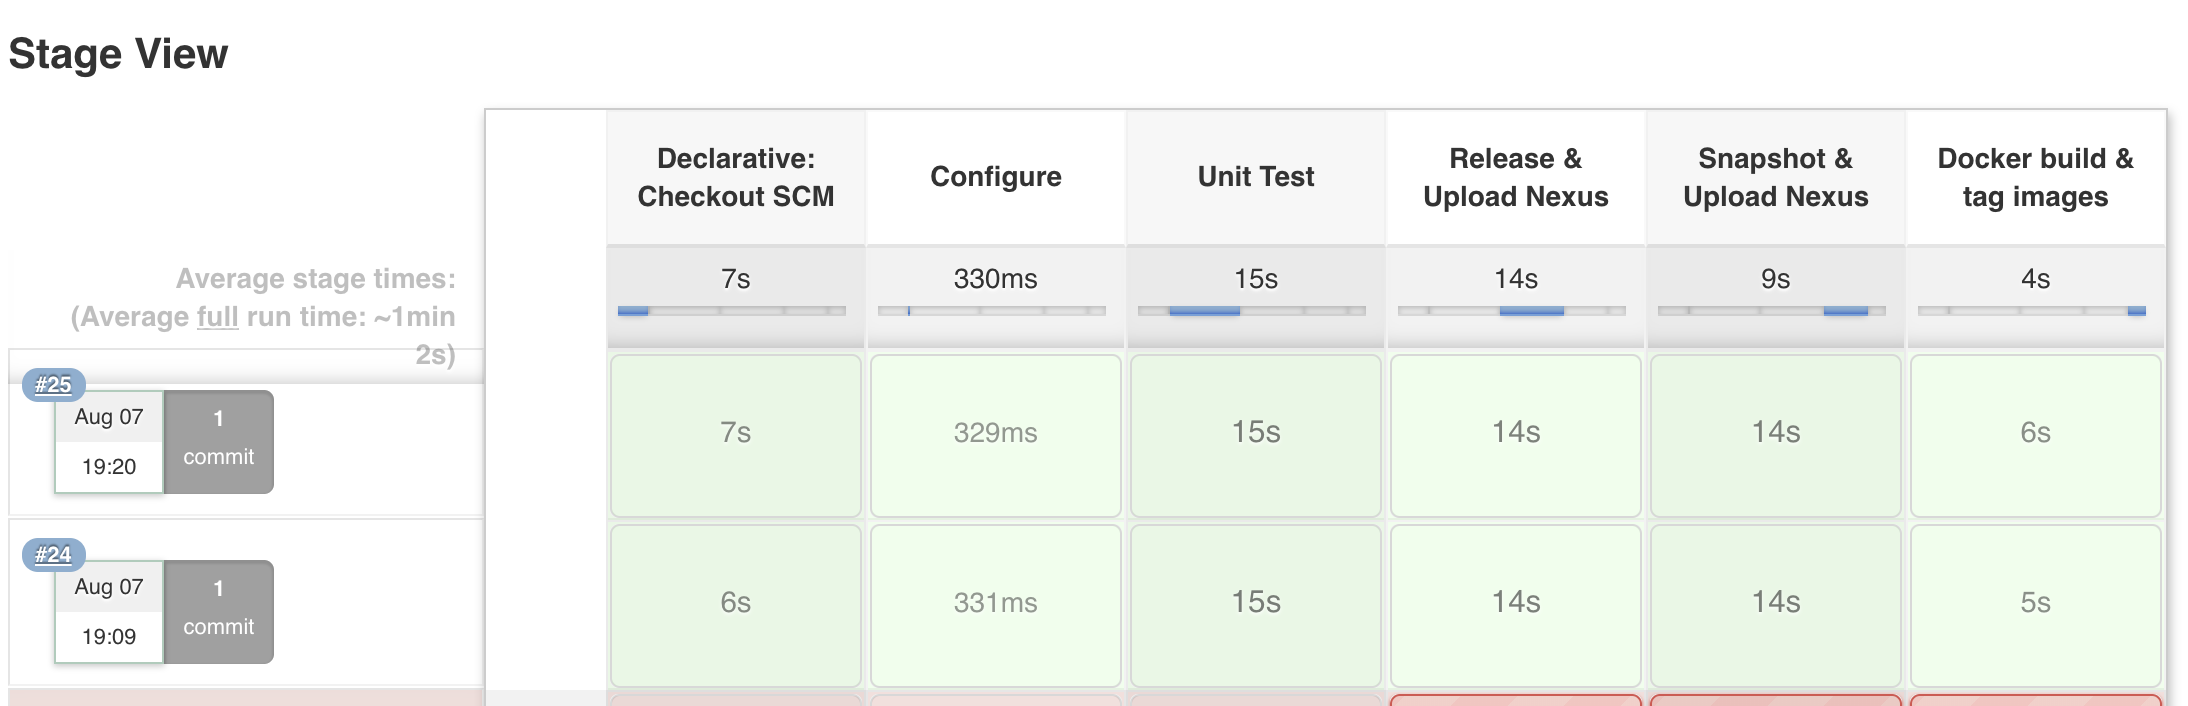 Stage View
Declarative:
Checkout SCM
Configure
Unit Test
Release &
Upload Nexus
Snapshot &
Upload Nexus
Docker build &
tag images
Average stage times:
(Average full run time: ~1min
2s)
7s
330ms
15s
14s
9s
4s
#25
Aug 07
19:20
1
commit
7s
329ms
15s
14s
14s
6s
#24
Aug 07
19:09
1
commit
6s
331ms
15s
14s
14s
5s